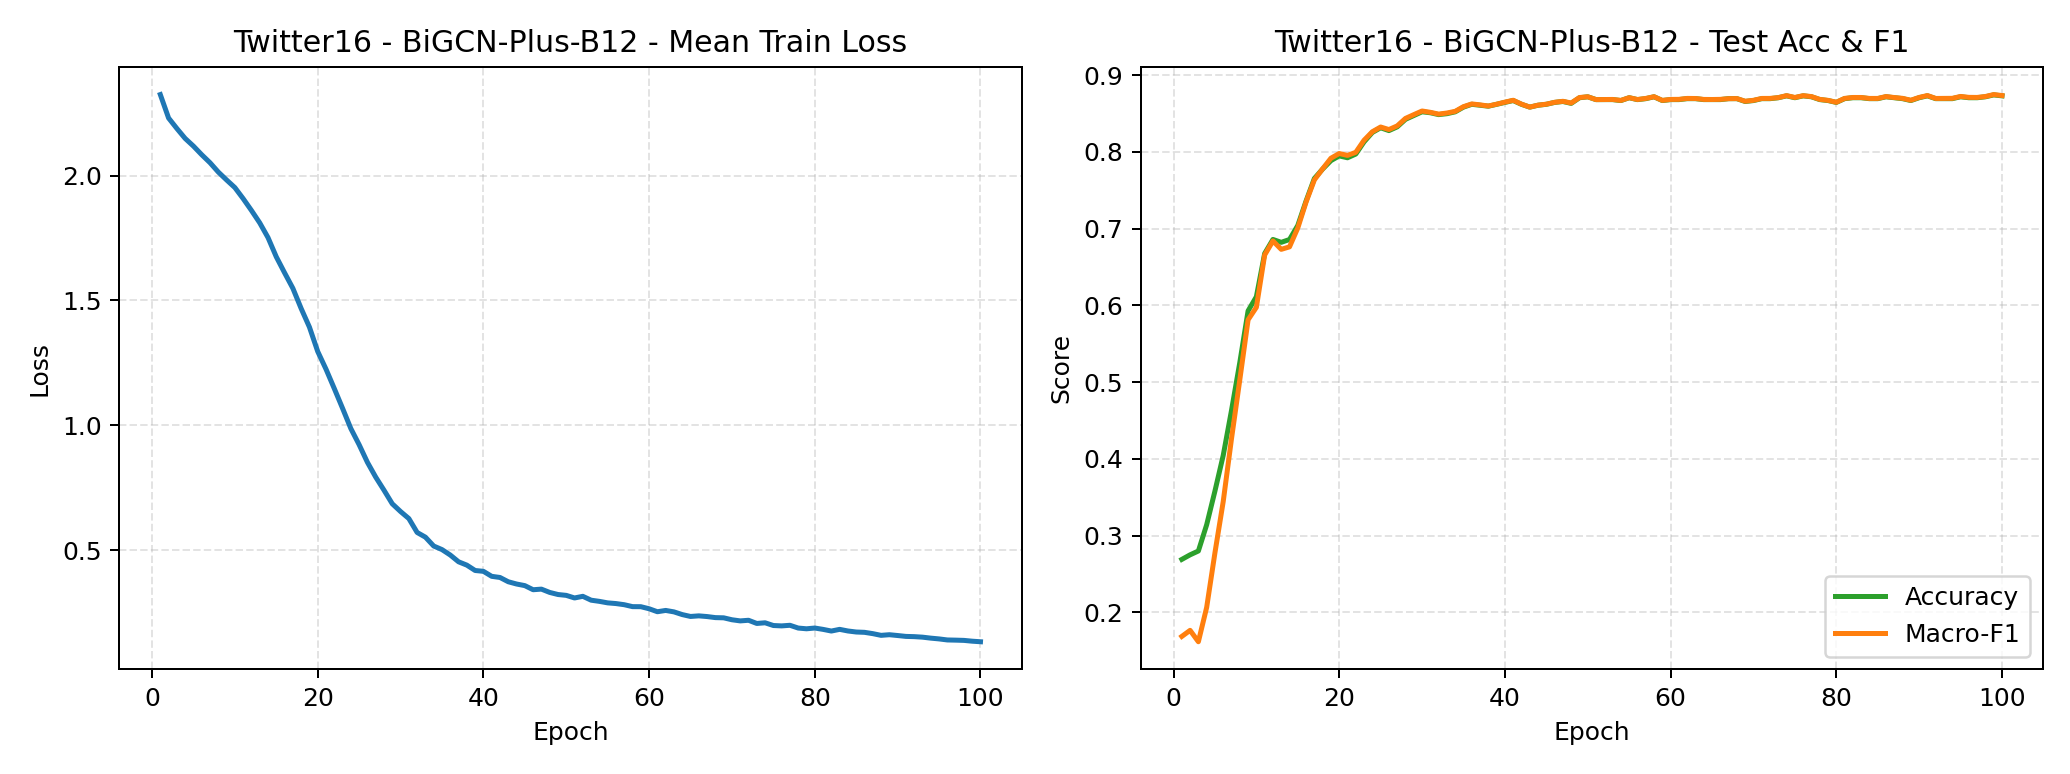 Twitter16 - BiGCN-Plus-B12 - Mean Train Loss
Loss
2.0
1.5
1.0
0.5
0 20 40 60 80 100
Epoch
Twitter16 - BiGCN-Plus-B12 - Test Acc & F1
Score
0.9
0.8
0.7
0.6
0.5
0.4
0.3
0.2
Accuracy
Macro-F1
0 20 40 60 80 100
Epoch